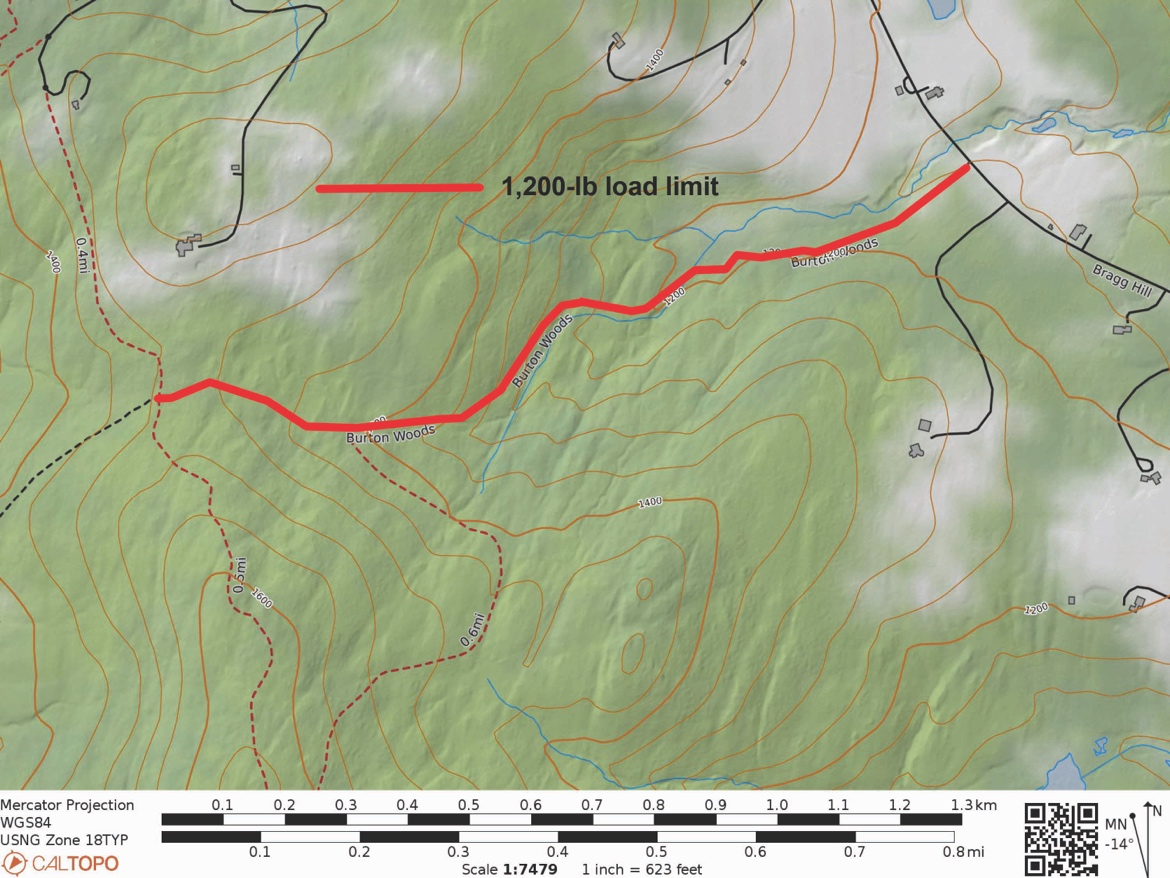 1400
1,200-lb load limit
0.4mi
1400
Burton Woods
1200
Bragg Hill
1200
Burton Woods
Burton Woods
1400
0.5mi
1600
0.6mi
1200
Mercator Projection
WGS84
USNG Zone 18TYP
CALTOPO
0.1 0.2 0.3 0.4 0.5 0.6 0.7 0.8 0.9 1.0 1.1 1.2 1.3 km
0.1 0.2 0.3 0.4 0.5 0.6 0.7 0.8 mi
Scale 1:7479 1 inch = 623 feet
MN
-14°
N